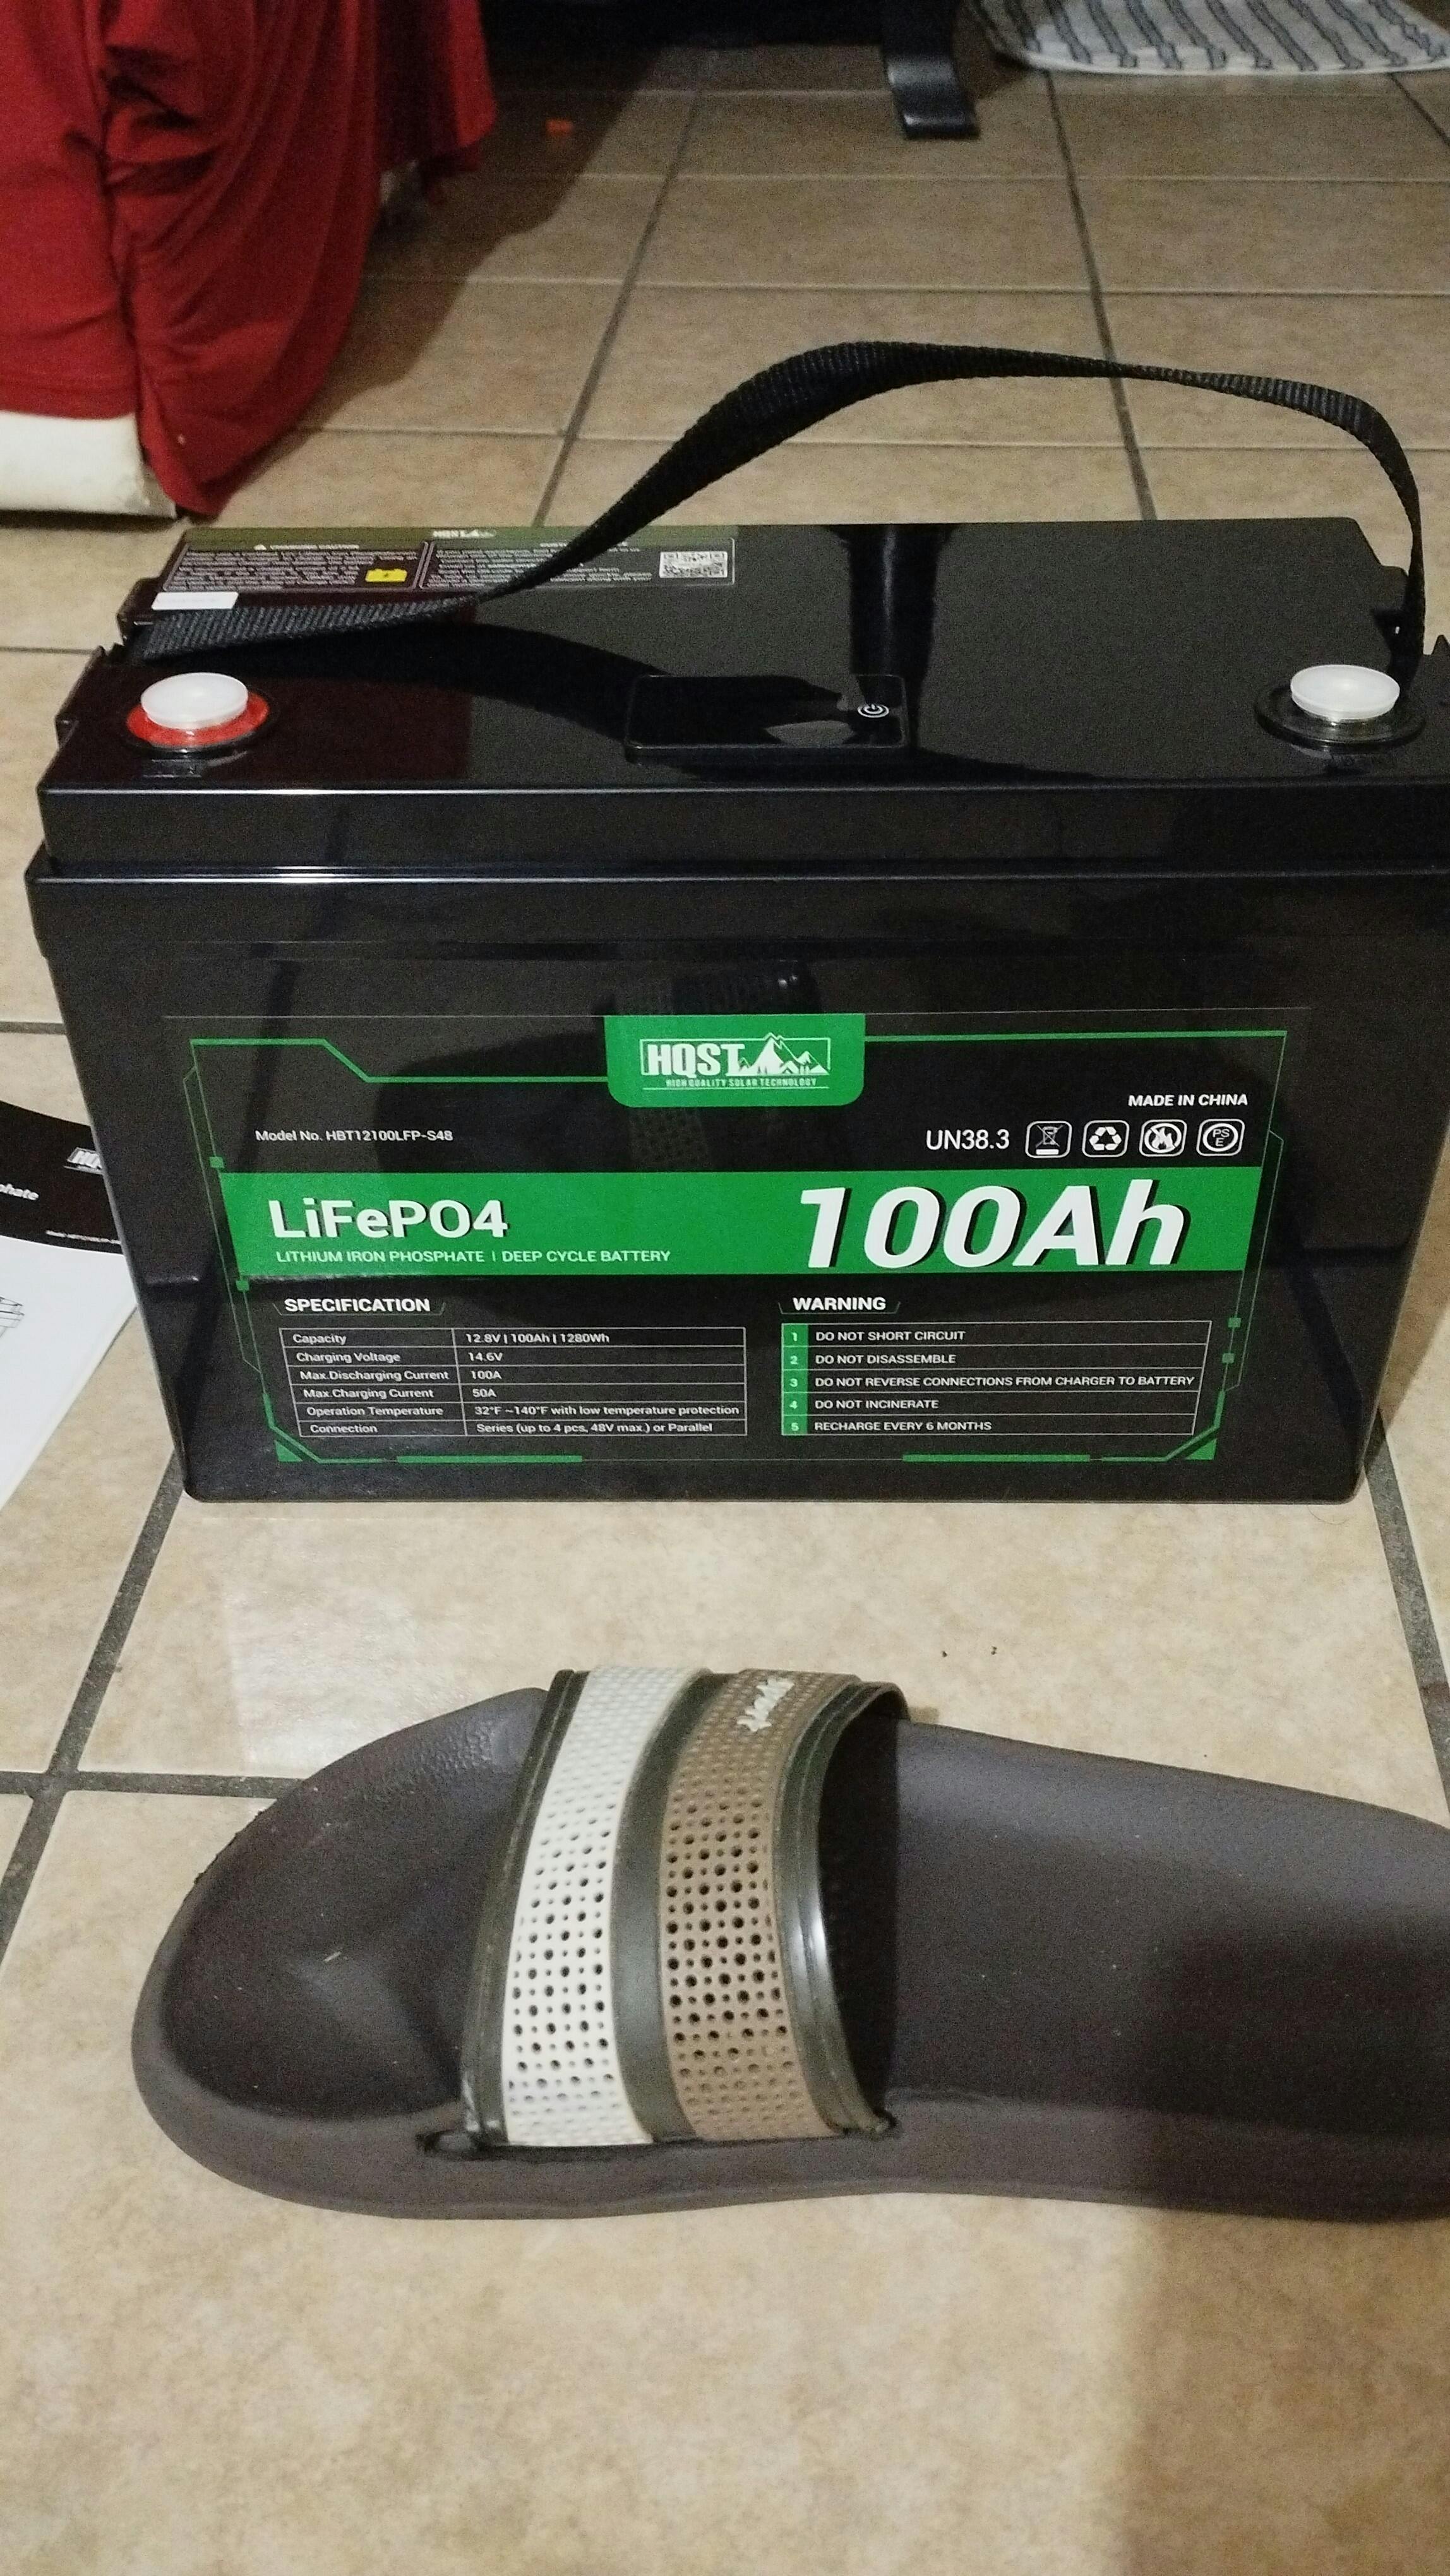 HQST
CHARGING CAUTION
HQST
HIGH QUALITY SOLAR TECHNOLOGY
MADE IN CHINA
Model No. HBT12100LFP-S48
UN38.3
PS
E
LiFePO4
100Ah
LITHIUM IRON PHOSPHATE | DEEP CYCLE BATTERY
SPECIFICATION
Capacity 12.8V | 100Ah | 1280Wh
Charging Voltage 14.6V
Max.Discharging Current 100A
Max.Charging Current 50A
Operation Temperature 32°F ~140°F with low temperature protection
Connection Series (up to 4 pcs, 48V max.) or Parallel
WARNING
1 DO NOT SHORT CIRCUIT
2 DO NOT DISASSEMBLE
3 DO NOT REVERSE CONNECTIONS FROM CHARGER TO BATTERY
4 DO NOT INCINERATE
5 RECHARGE EVERY 6 MONTHS